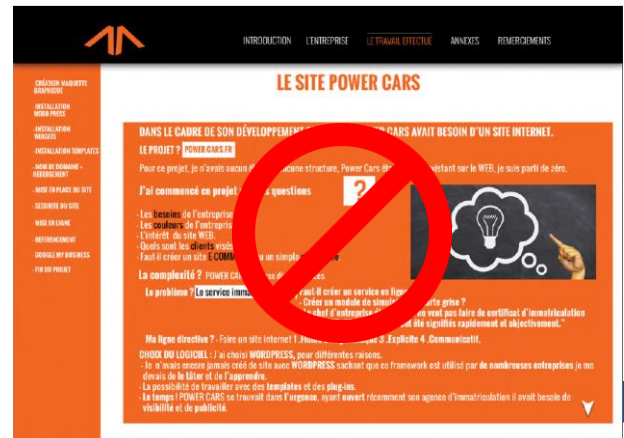 INTRODUCTION L'ENTREPRISE LE TRAVAIL EFFECTUÉ ANNEXES REMERCIEMENTS
LE SITE POWER CARS
- CRÉATION MAQUETTE
GRAPHIQUE
- INSTALLATION
WORD PRESS
- INSTALLATION
WIDGETS
- INSTALLATION TEMPLATES
- NOM DE DOMAINE -
HEBERGEMENT
- MISE EN PLACE DU SITE
- SECURITE DU SITE
- MISE EN LIGNE
- REFERENCEMENT
- GOOGLE MY BUSINESS
- FIN DU PROJET
DANS LE CADRE DE SON DÉVELOPPEMENT CARS AVAIT BESOIN D'UN SITE INTERNET.
LE PROJET ? POWER-CARS.FR
Pour ce projet, je n'avais aucun aucune structure, Power Cars sur le WEB, je suis parti de zéro.
J'ai commencé ce projet questions ?
- Les besoins de l'entreprise
- Les couleurs de l'entreprise
- L'intérêt du site WEB.
- Quels sont les clients visés
- Faut-il créer un site un simple
La complexité ? POWER
Le problème ? Le service Faut-il créer un service en
- Créer un module de carte grise ?
chef d'entreprise ne veut pas faire de certificat d'immatriculation
été signifiés rapidement et objectivement."
Ma ligne directive ? - Faire un site internet 1 3 .Explicite 4 .Communicatif.
CHOIX DU LOGICIEL : J'ai choisi WORDPRESS, pour différentes raisons.
- Je n'avais encore jamais créé de site avec WORDPRESS sachant que ce framework est utilisé par de nombreuses entreprises je me
devais de le tâter et de l'apprendre.
- La possibilité de travailler avec des templates et des plug-ins.
- Le temps ! POWER CARS se trouvait dans l'urgence, ayant ouvert récemment son agence d'immatriculation il avait besoin de
visibilité et de publicité.